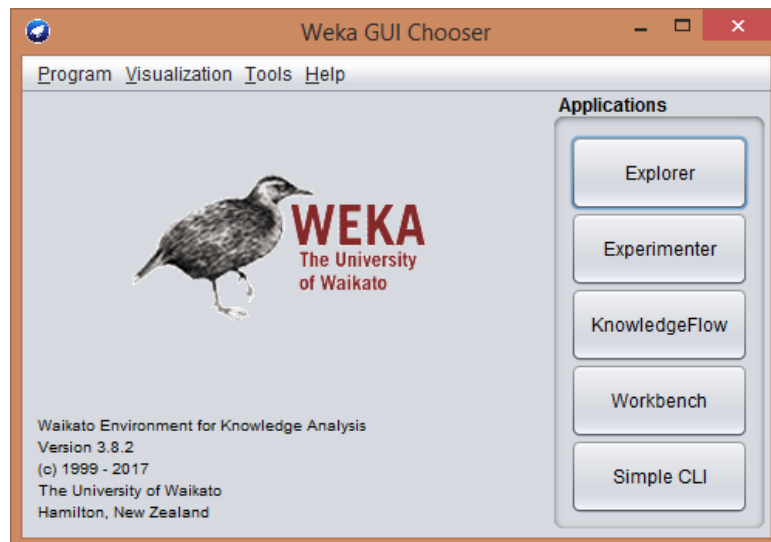 Weka GUI Chooser
Program Visualization Tools Help
Applications
Explorer
Experimenter
KnowledgeFlow
Workbench
Simple CLI
WEKA
The University
of Waikato
Waikato Environment for Knowledge Analysis
Version 3.8.2
(c) 1999 - 2017
The University of Waikato
Hamilton, New Zealand